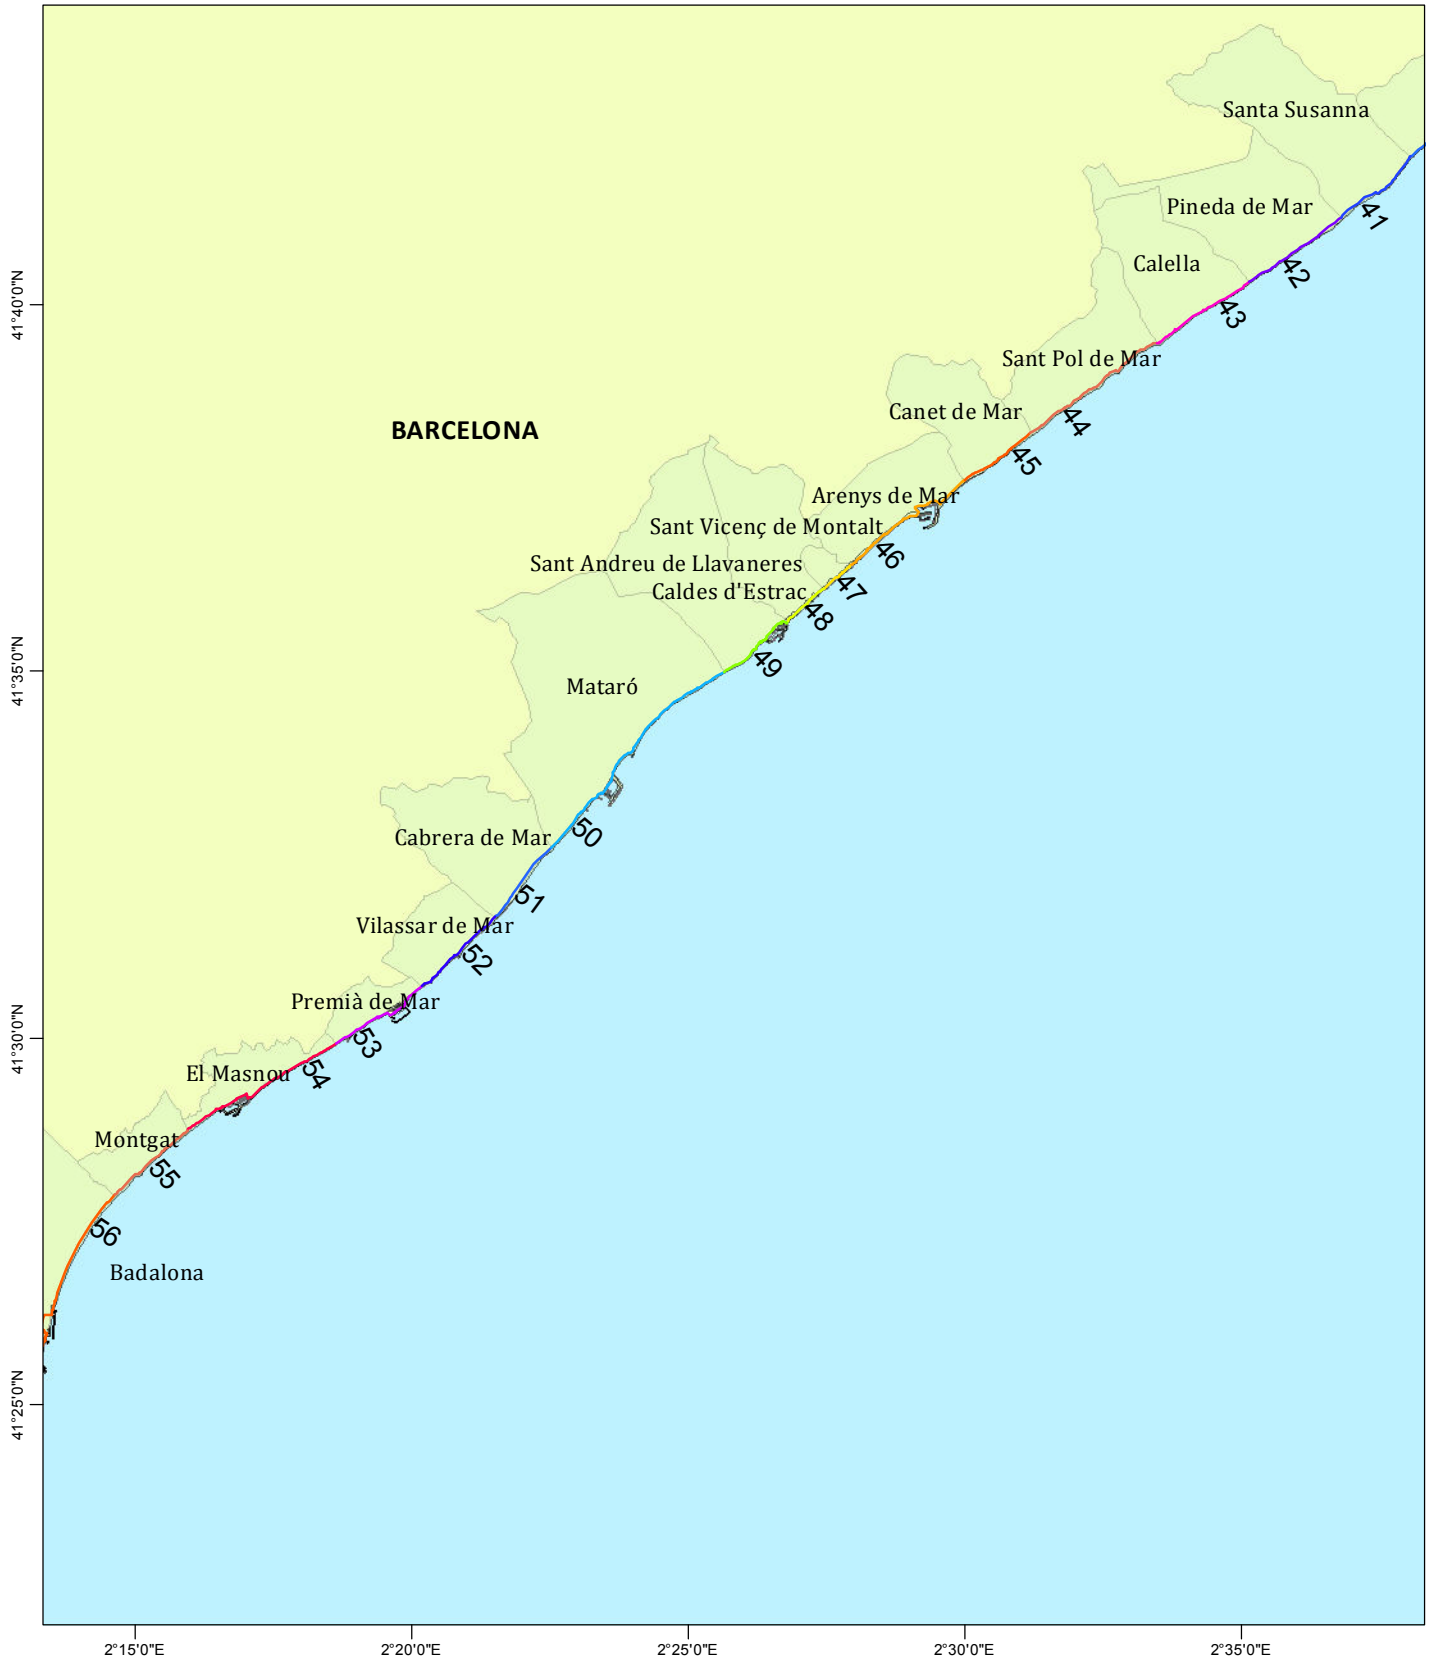 Santa Susanna
Pineda de Mar
41
Calella
42
43
41°40'0"N
Sant Pol de Mar
Canet de Mar
44
BARCELONA
45
Arenys de Mar
Sant Vicenç de Montalt
46
Sant Andreu de Llavaneres
47
Caldes d'Estrac
48
49
41°35'0"N
Mataró
50
Cabrera de Mar
51
Vilassar de Mar
52
Premià de Mar
53
41°30'0"N
El Masnou
54
Montgat
55
56
Badalona
41°25'0"N
2°15'0"E
2°20'0"E
2°25'0"E
2°30'0"E
2°35'0"E